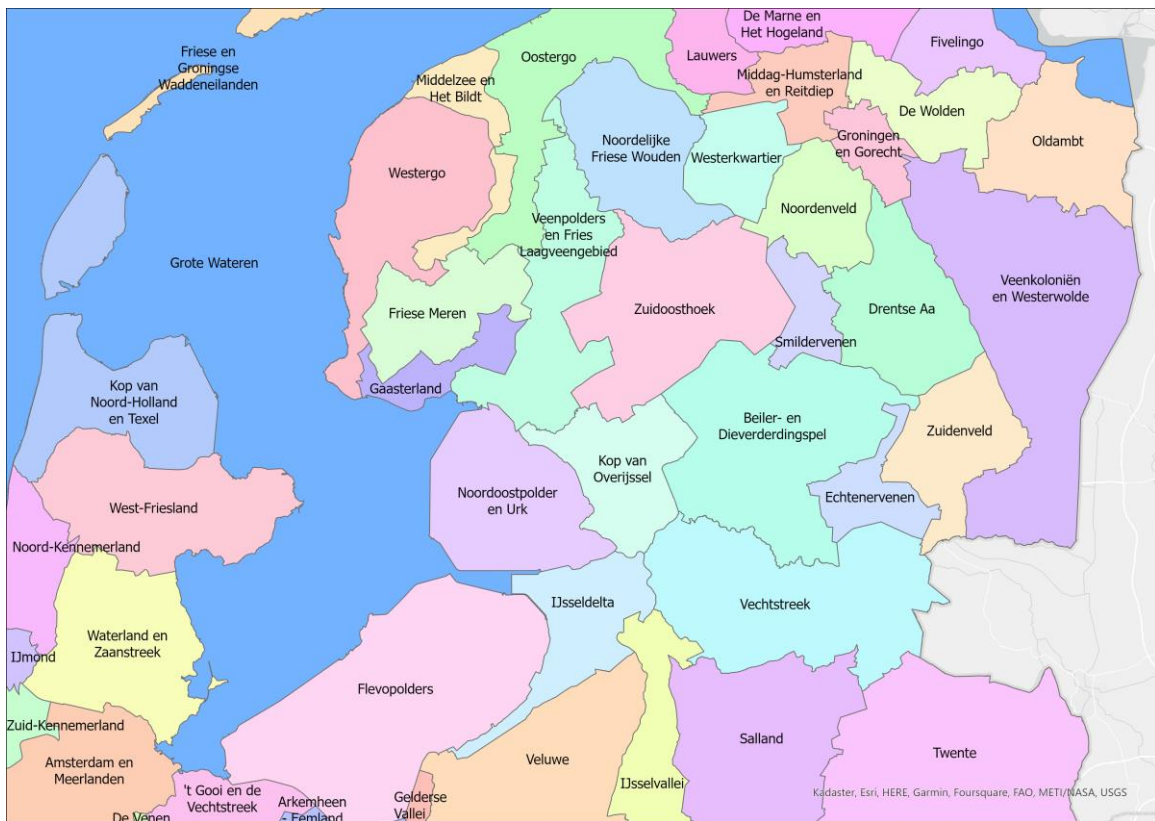 De Marne en
Het Hogeland
Fivelingo
Friese en
Groningse
Waddeneilanden
Oostergo
Lauwers
Middelzee en
Het Bildt
Middag-Humsterland
en Reitdiep
De Wolden
Noordelijke
Friese Wouden
Westerkwartier
Groningen
en Gorecht
Oldambt
Westergo
Noordenveld
Veenpolders
en Fries
Laagveengebied
Grote Wateren
Veenkoloniën
en Westerwolde
Friese Meren
Zuidoosthoek
Drentse Aa
Smildervenen
Kop van
Noord-Holland
en Texel
Gaasterland
Beiler- en
Dieverderdingspel
Zuidenveld
Kop van
Overijssel
Noordoostpolder
en Urk
Echtenervenen
West-Friesland
Noord-Kennemerland
IJsseldelta
Vechtstreek
Waterland en
Zaanstreek
IJmond
Flevopolders
Zuid-Kennemerland
Salland
Twente
Amsterdam en
Meerlanden
Veluwe
IJsselvallei
't Gooi en de
Vechtstreek
Arkemheen
- Eemland
Gelderse
Vallei
De Venen
Kadaster, Esri, HERE, Garmin, Foursquare, FAO, METI/NASA, USGS